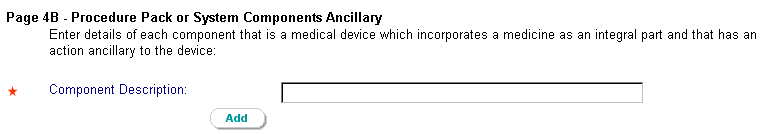 Page 4B - Procedure Pack or System Components Ancillary
Enter details of each component that is a medical device which incorporates a medicine as an integral part and that has an
action ancillary to the device:
Component Description:
Add